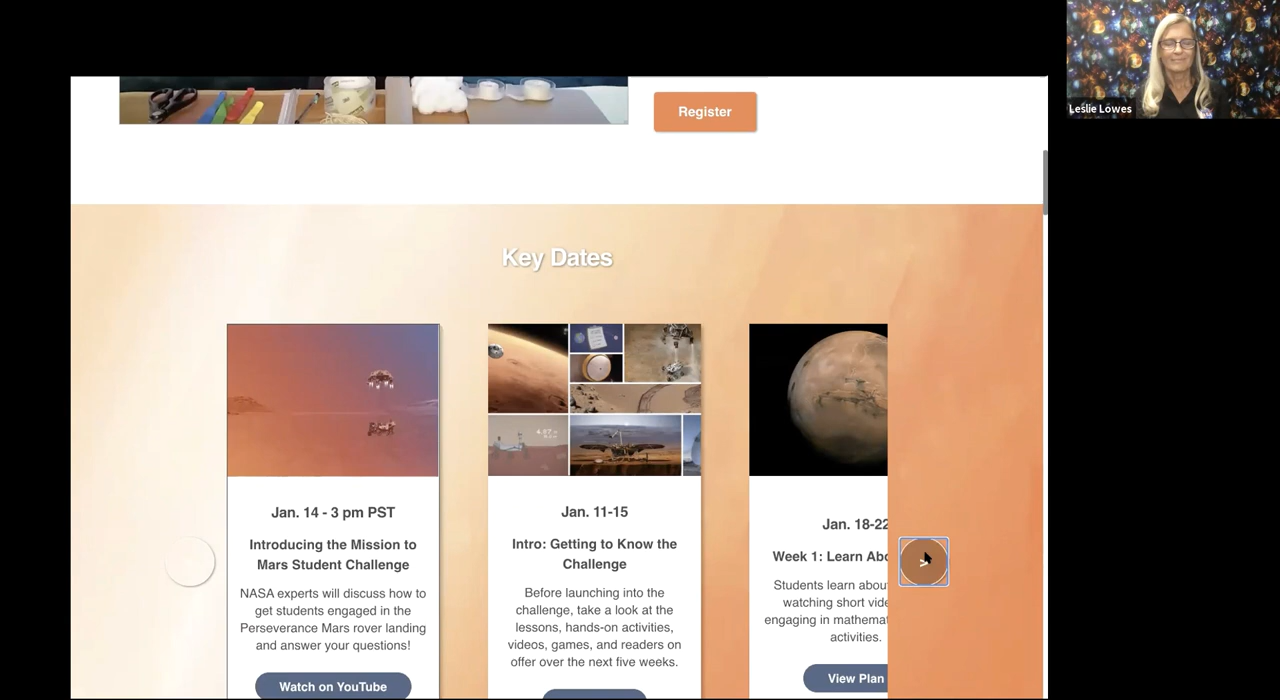 Leslie Lowes
Register
Key Dates
Jan. 14 - 3 pm PST
Introducing the Mission to
Mars Student Challenge
NASA experts will discuss how to
get students engaged in the
Perseverance Mars rover landing
and answer your questions!
Watch on YouTube
Jan. 11-15
Intro: Getting to Know the
Challenge
Before launching into the
challenge, take a look at the
lessons, hands-on activities,
videos, games, and readers on
offer over the next five weeks.
Jan. 18-22
Week 1: Learn Abo
Students learn about
watching short vide
engaging in mathemat
activities.
View Plan
>